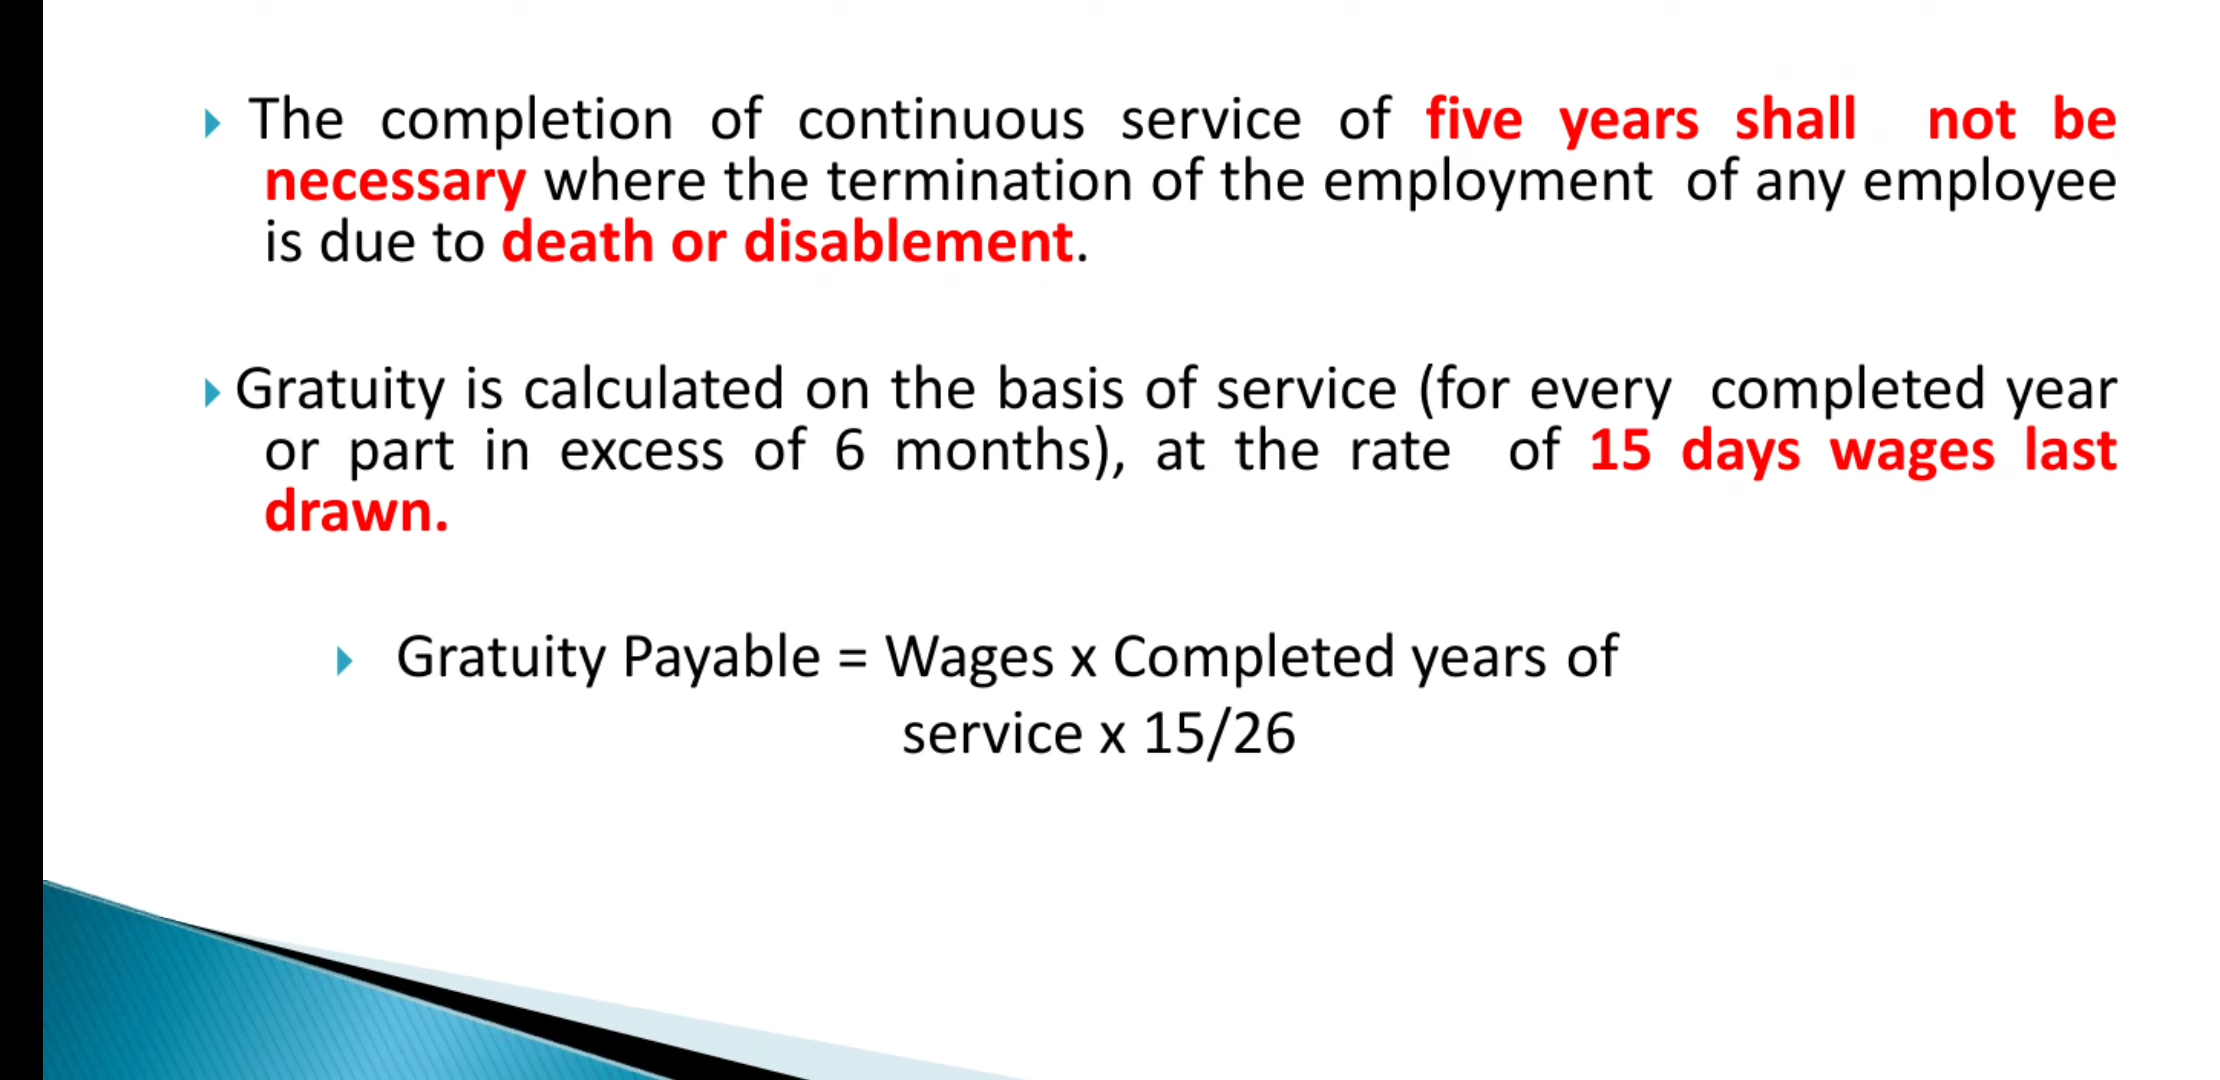 The completion of continuous service of five years shall not be
necessary where the termination of the employment of any employee
is due to death or disablement.
Gratuity is calculated on the basis of service (for every completed year
or part in excess of 6 months), at the rate of 15 days wages last
drawn.
Gratuity Payable = Wages x Completed years of
service x 15/26